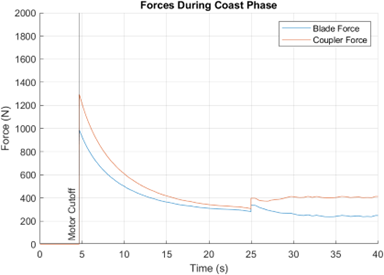 Forces During Coast Phase
2000
1800
1600
1400
1200
1000
800
600
400
200
0
Force (N)
Blade Force
Coupler Force
Motor Cutoff
0 5 10 15 20 25 30 35 40
Time (s)